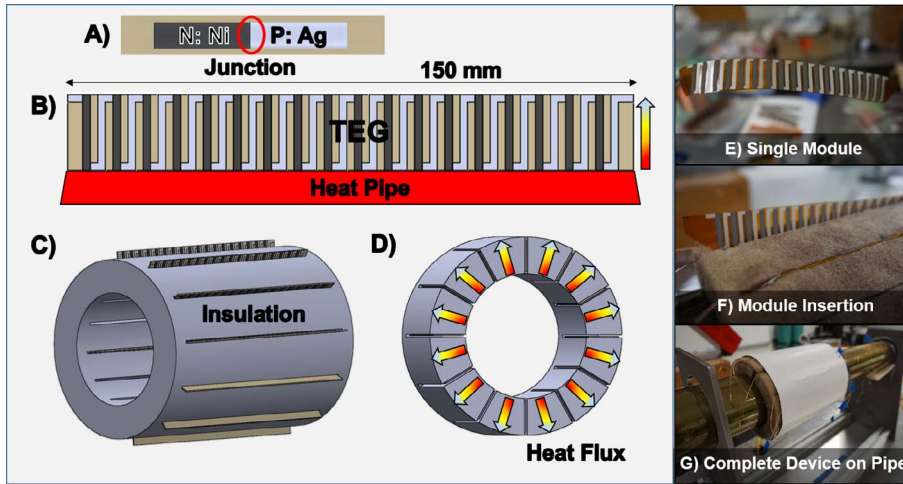 A)
N: Ni
P: Ag
Junction
150 mm
B)
TEG
Heat Pipe
C)
Insulation
D)
Heat Flux
E) Single Module
F) Module Insertion
G) Complete Device on Pipe